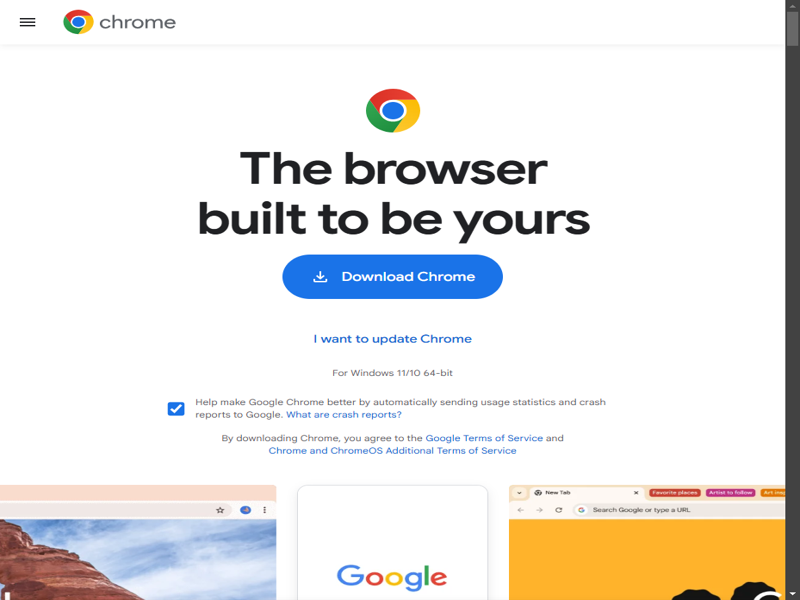 chrome
The browser
built to be yours
Download Chrome
I want to update Chrome
For Windows 11/10 64-bit
Help make Google Chrome better by automatically sending usage statistics and crash
reports to Google. What are crash reports?
By downloading Chrome, you agree to the Google Terms of Service and
Chrome and ChromeOS Additional Terms of Service
New Tab
Favorite places
Artist to follow
Art
Search Google or type a URL
Google